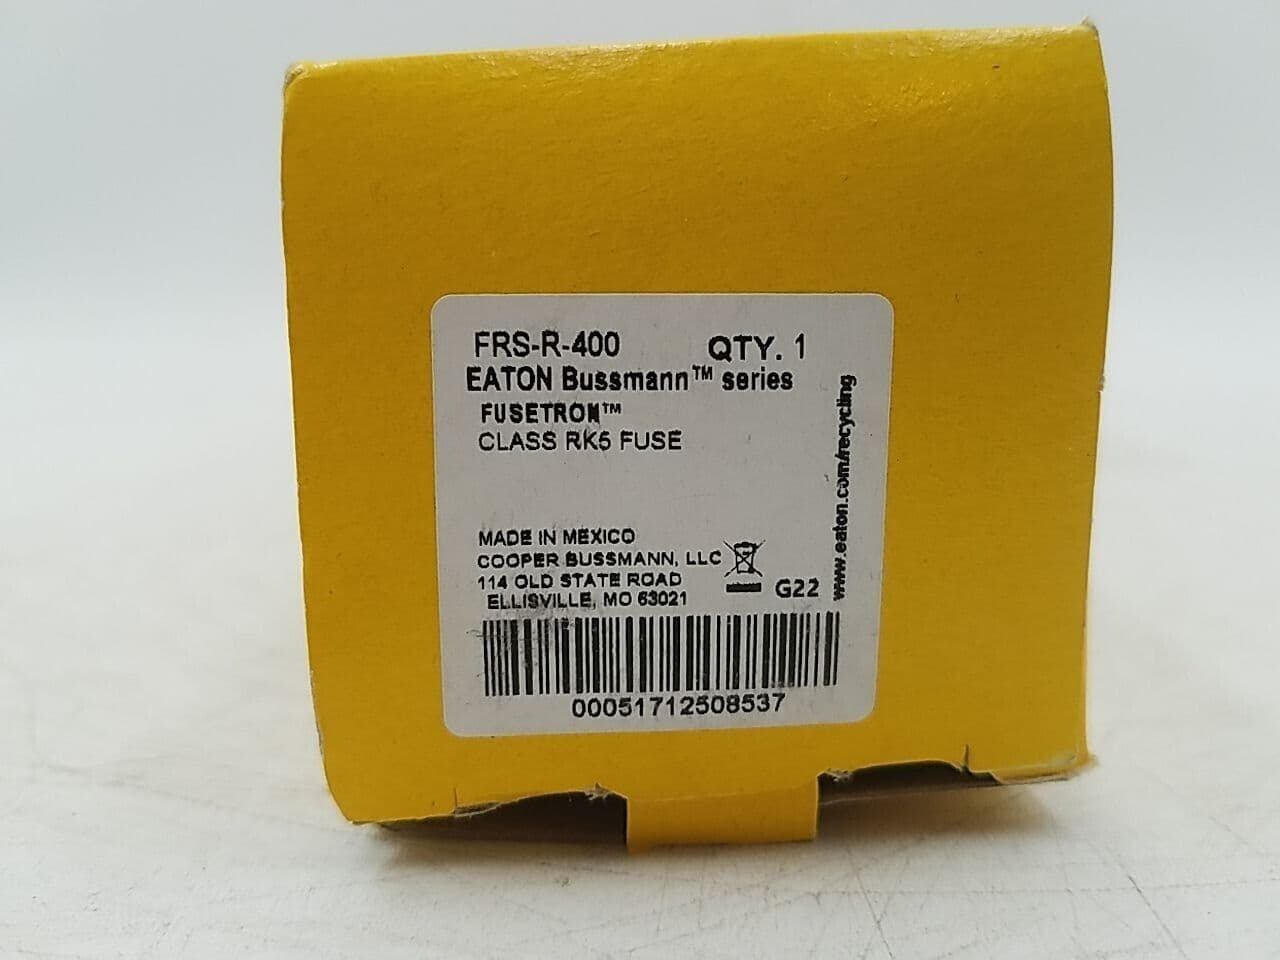 FRS-R-400 QTY. 1
EATON Bussmann™ series
FUSETRON™
CLASS RK5 FUSE
www.eaton.com/recycling
MADE IN MEXICO
COOPER BUSSMANN, LLC
114 OLD STATE ROAD
ELLISVILLE, MO 63021
G22
00051712508537